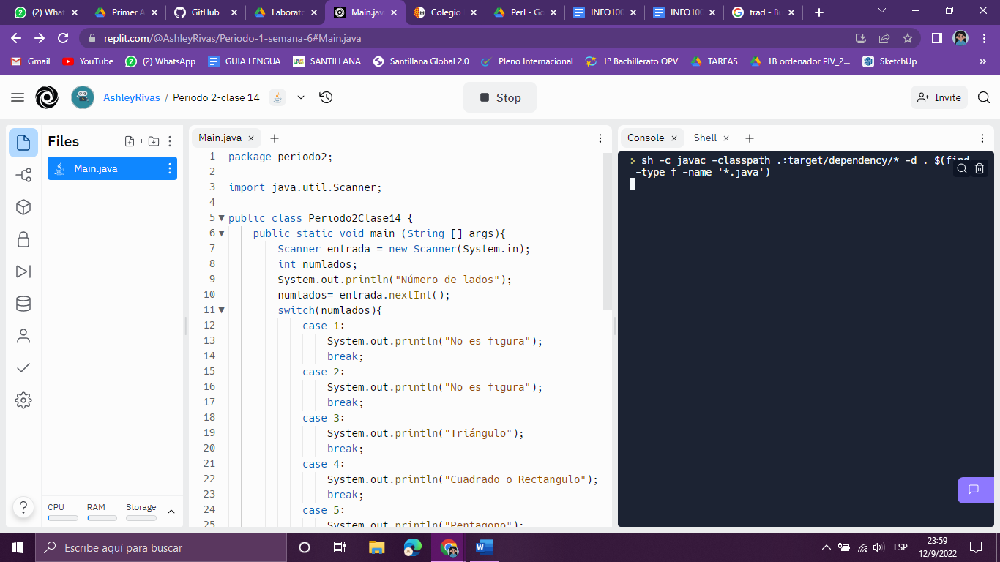 (2) What
Primer A
GitHub
Laborato
Main.java
Colegio
Perl - Go
INFO100
INFO100
trad - Bu
replit.com/@AshleyRivas/Periodo-1-semana-6#Main.java
Gmail
YouTube
(2) WhatsApp
GUIA LENGUA
SANTILLANA
Santillana Global 2.0
Pleno Internacional
1º Bachillerato OPV
TAREAS
1B ordenador PIV_2...
SketchUp
»
AshleyRivas / Periodo 2-clase 14
Stop
Invite
Files
Main.java
CPU
RAM
Storage
?
Main.java
1 package periodo2;
2
3 import java.util.Scanner;
4
5 public class Periodo2Clase14 {
6 public static void main (String [] args){
7 Scanner entrada = new Scanner(System.in);
8 int numlados;
9 System.out.println("Número de lados");
10 numlados= entrada.nextInt();
11 switch(numlados){
12 case 1:
13 System.out.println("No es figura");
14 break;
15 case 2:
16 System.out.println("No es figura");
17 break;
18 case 3:
19 System.out.println("Triángulo");
20 break;
21 case 4:
22 System.out.println("Cuadrado o Rectangulo");
23 break;
24 case 5:
25 System.out.println("Pentagono");
Console
Shell
sh -c javac -classpath .:target/dependency/* -d . $(find .
-type f -name '*.java')
Escribe aquí para buscar
ESP
23:59
12/9/2022